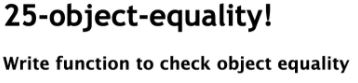 25-object-equality!
Write function to check object equality